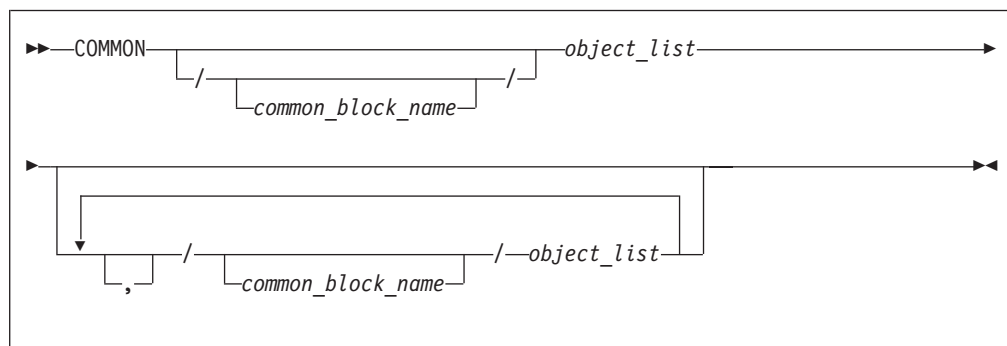 COMMON object_list
/ /
common_block_name
/ / object_list
, common_block_name